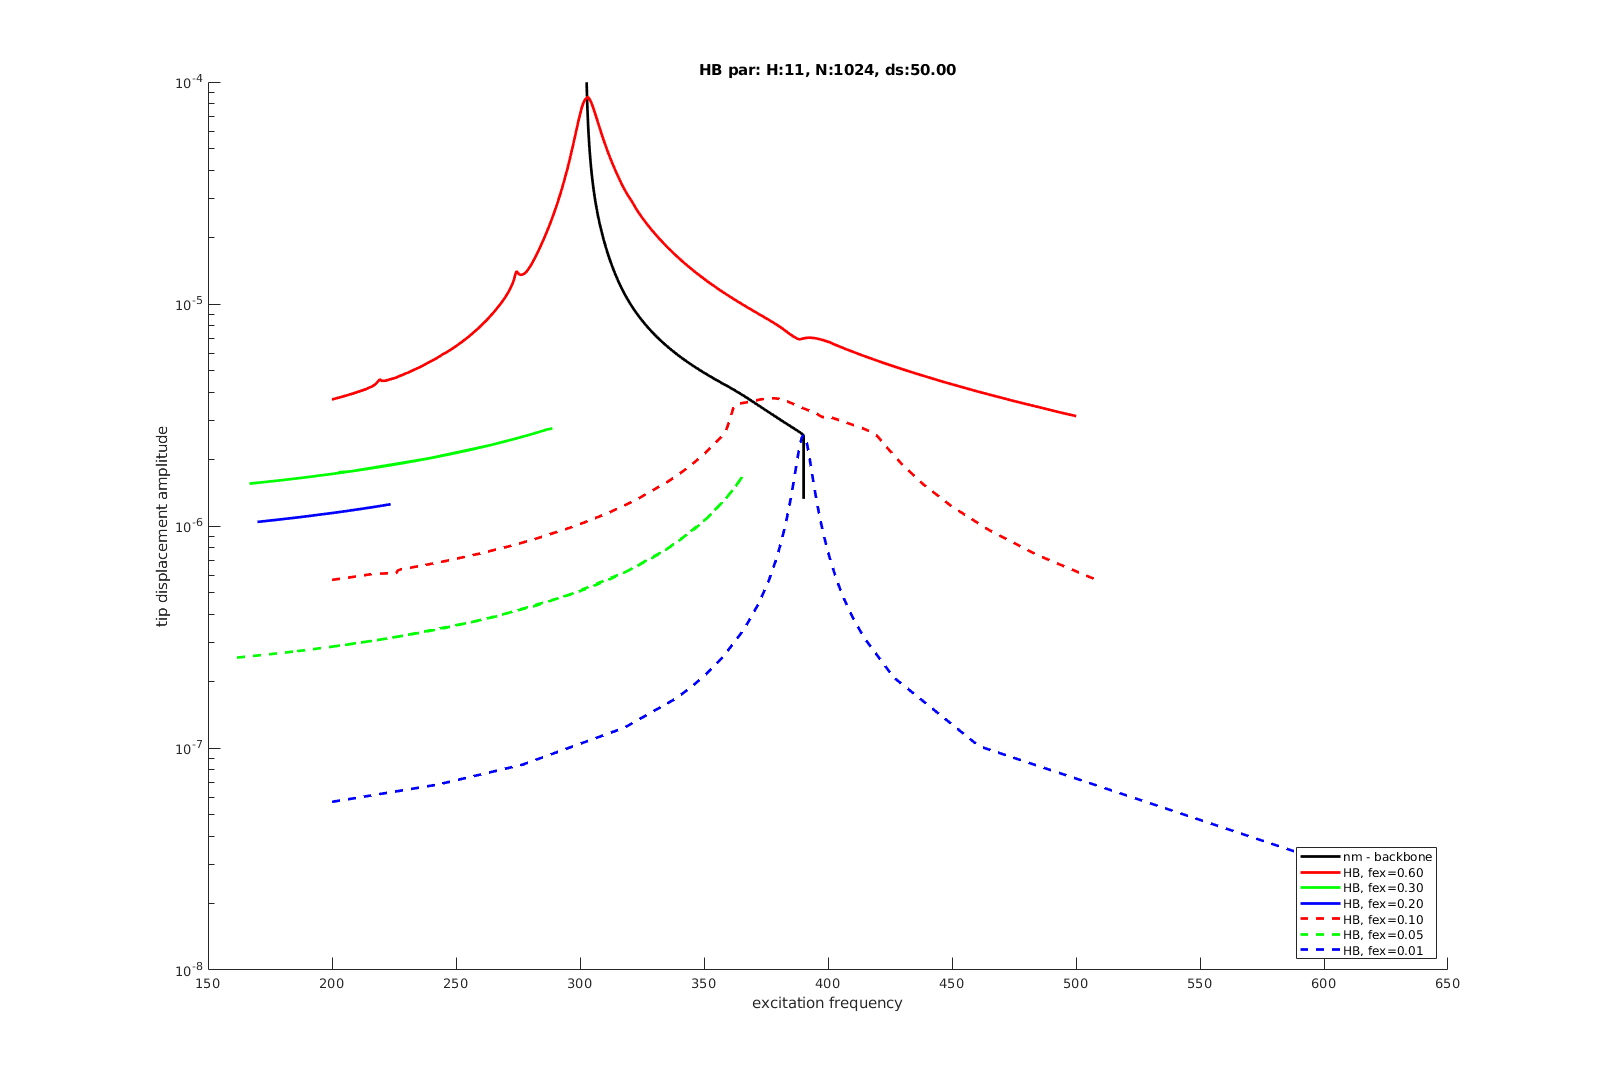 HB par: H:11, N:1024, ds:50.00
10-4
10-5
10-6
10-7
10-8
tip displacement amplitude
150 200 250 300 350 400 450 500 550 600 650
excitation frequency
nm - backbone
HB, fex=0.60
HB, fex=0.30
HB, fex=0.20
HB, fex=0.10
HB, fex=0.05
HB, fex=0.01